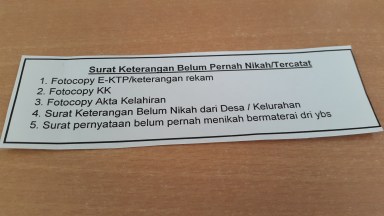 Surat Keterangan Belum Pernah Nikah/Tercatat
1. Fotocopy E-KTP/keterangan rekam
2. Fotocopy KK
3. Fotocopy Akta Kelahiran
4. Surat Keterangan Belum Nikah dari Desa / Kelurahan
5. Surat pernyataan belum pernah menikah bermaterai dri ybs